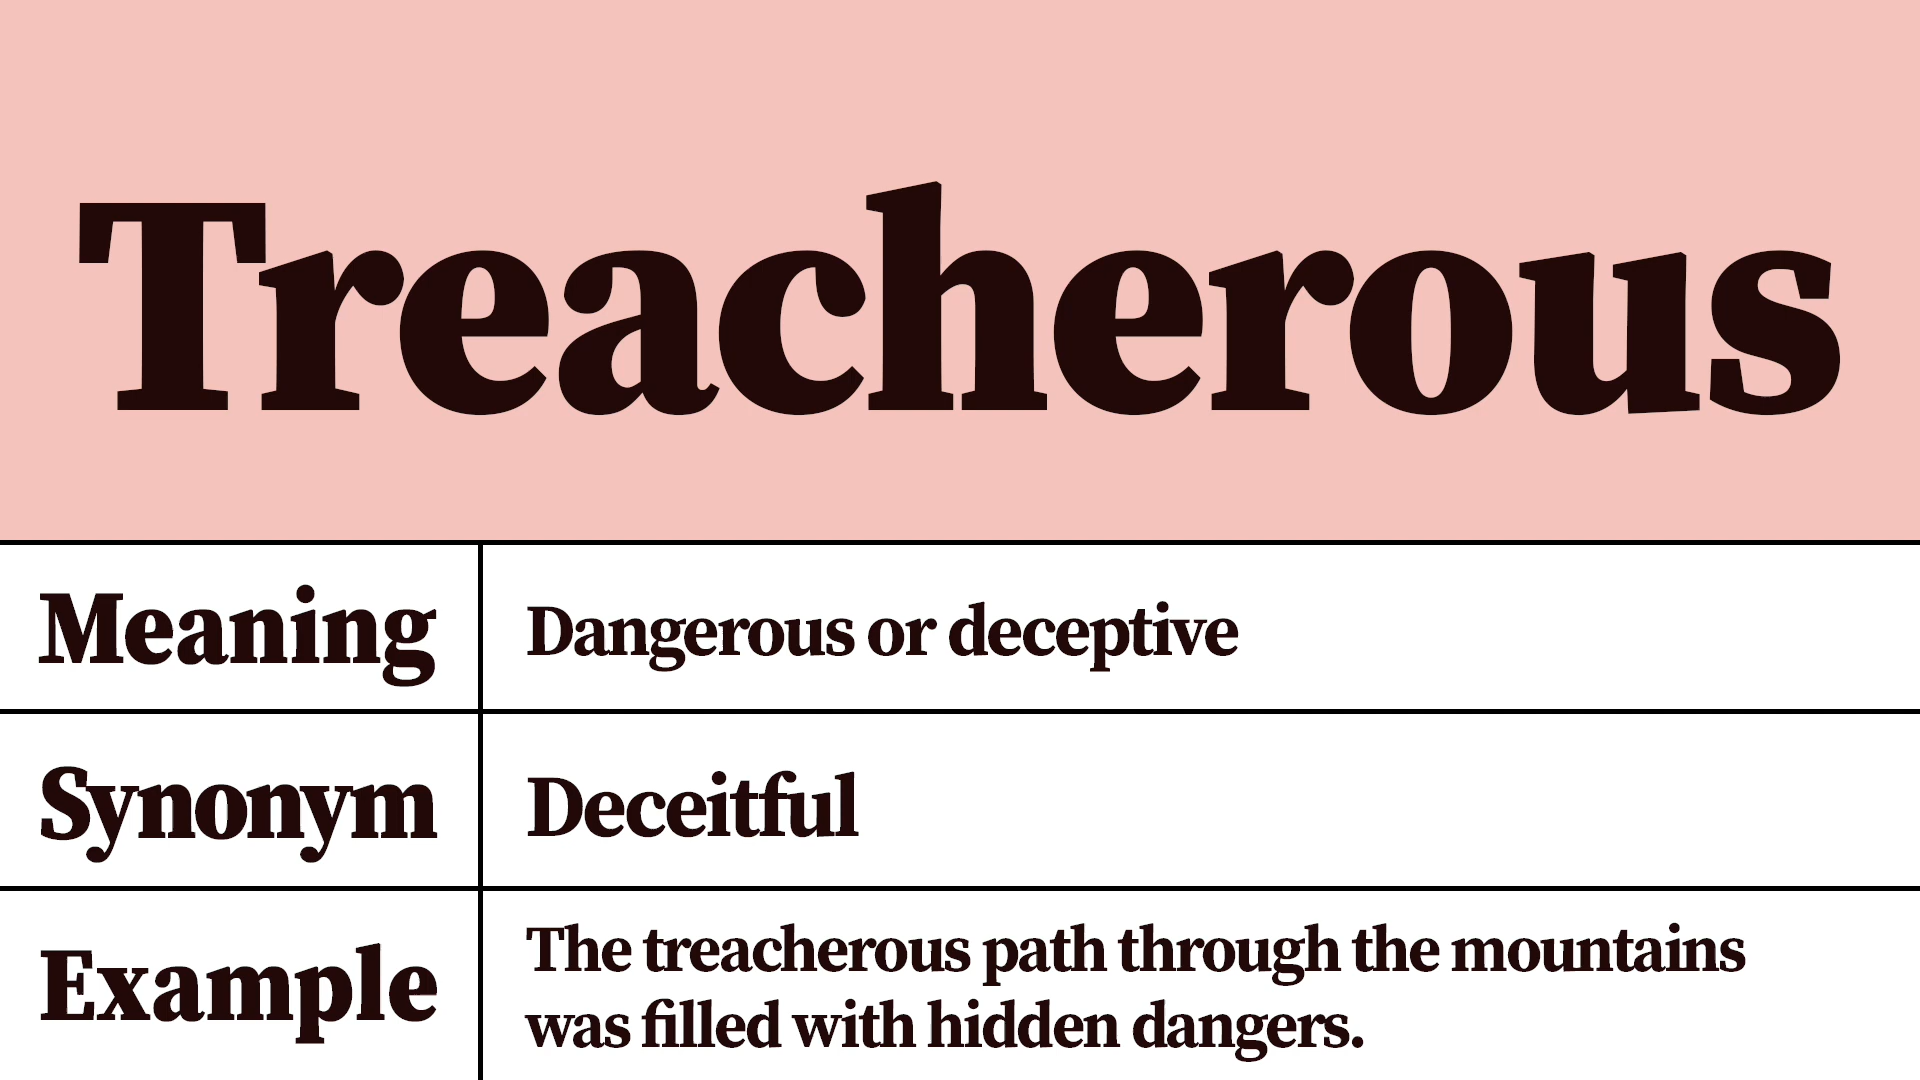 Treacherous
Meaning
Dangerous or deceptive
Synonym
Deceitful
Example
The treacherous path through the mountains
was filled with hidden dangers.